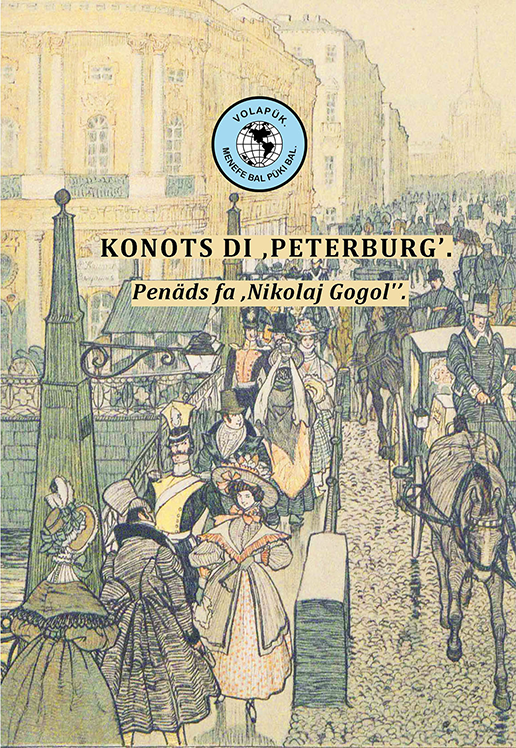 VOLAPÜK.
MENEFE BAL PÜKI BAL.
KONOTS DI ‚PETERBURG’.
Penäds fa ‚Nikolaj Gogol'’.